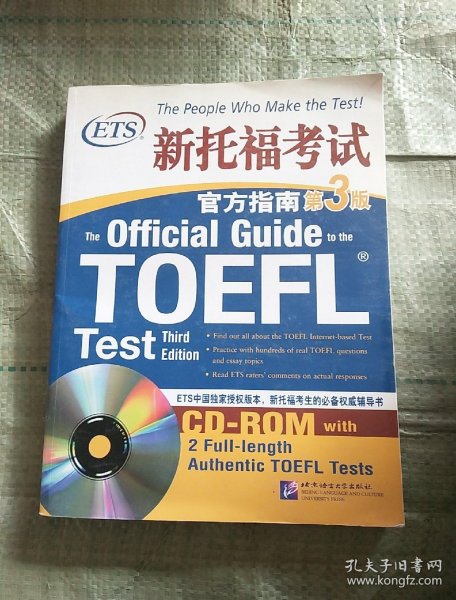 The People Who Make the Test!
ETS®
新托福考试
官方指南 第3版
The Official Guide to the
TOEFL®
Test Third Edition
• Find out all about the TOEFL Internet-based Test
• Practice with hundreds of real TOEFL questions
and essay topics
• Read ETS raters' comments on actual responses
ETS中国独家授权版本，新托福考生的必备权威辅导书
CD-ROM with
2 Full-length
Authentic TOEFL Tests
北京语言大学出版社
BEIJING LANGUAGE AND CULTURE
UNIVERSITY PRESS
孔夫子旧书网
www.kongfz.com